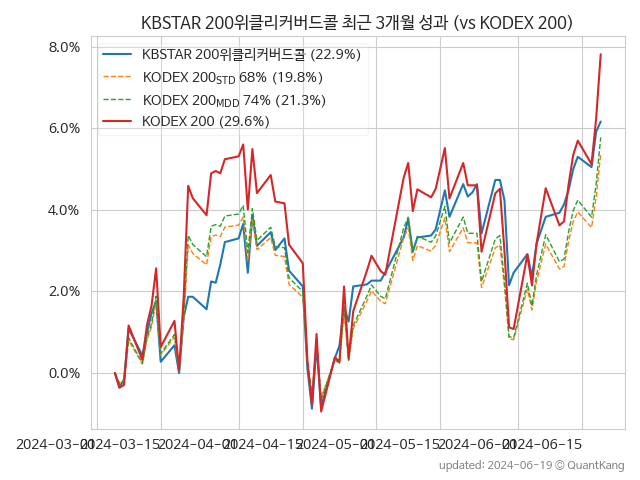 KBSTAR 200위클리커버드콜 최근 3개월 성과 (vs KODEX 200)
8.0%
6.0%
4.0%
2.0%
0.0%
KBSTAR 200위클리커버드콜 (22.9%)
KODEX 200STD 68% (19.8%)
KODEX 200MDD 74% (21.3%)
KODEX 200 (29.6%)
2024-03-01 2024-03-15 2024-04-01 2024-04-15 2024-05-01 2024-05-15 2024-06-01 2024-06-15
updated: 2024-06-19 © QuantKang